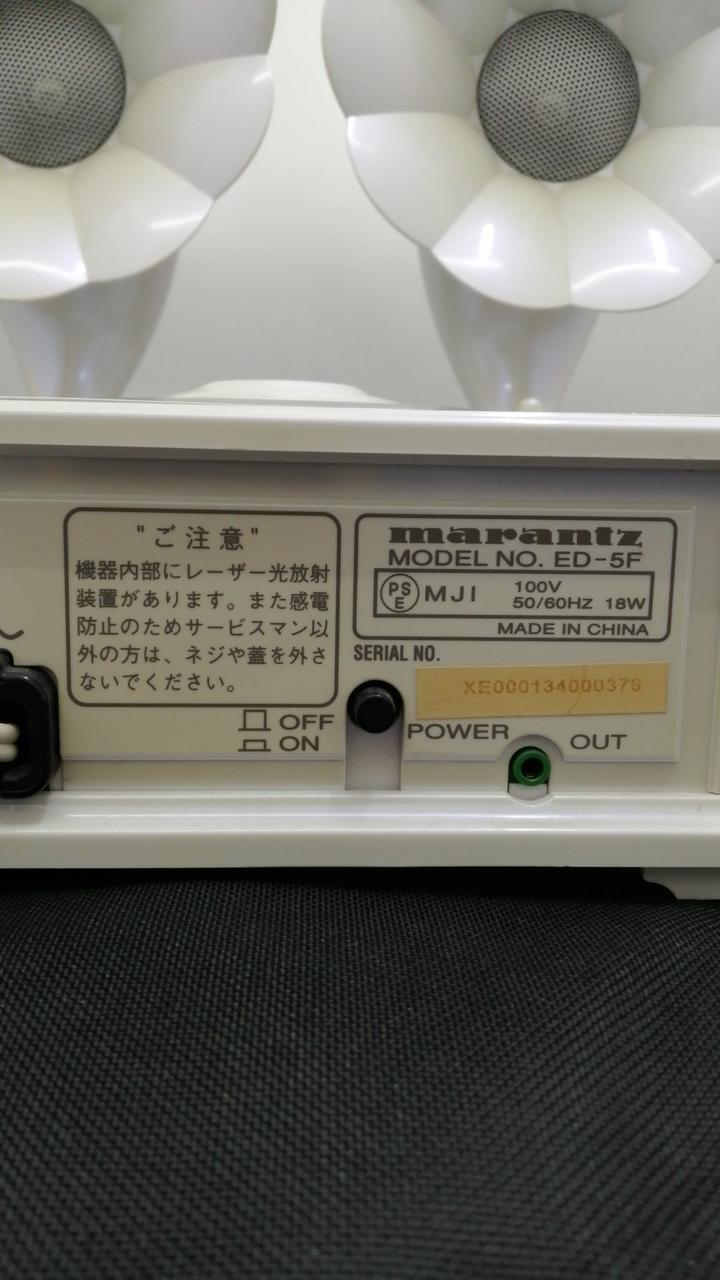 "ご注意"
機器内部にレーザー光放射
装置があります。また感電
防止のためサービスマン以
外の方は、ネジや蓋を外さ
ないでください。
marantz
MODEL NO. ED-5F
PSE MJI 100V
50/60HZ 18W
MADE IN CHINA
SERIAL NO.
XE000134000376
OFF
ON
POWER
OUT